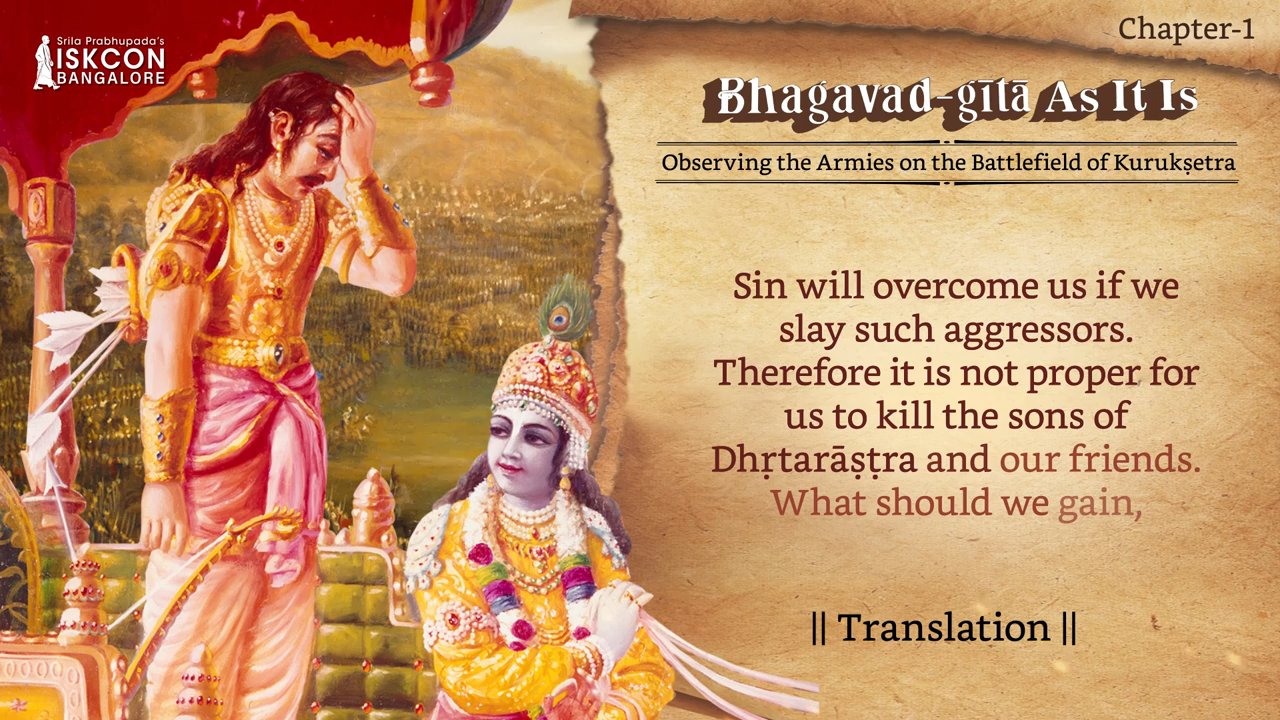 Srila Prabhupada's
ISKCON
BANGALORE
Chapter-1
Bhagavad-gītā As It Is
Observing the Armies on the Battlefield of Kurukṣetra
Sin will overcome us if we
slay such aggressors.
Therefore it is not proper for
us to kill the sons of
Dhṛtarāṣṭra and our friends.
What should we gain,
|| Translation ||